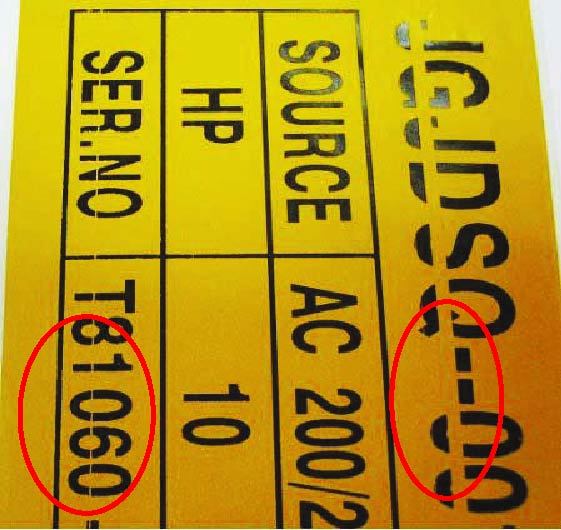 SOURCE AC 200/2
HP 10
SER.NO T81060-